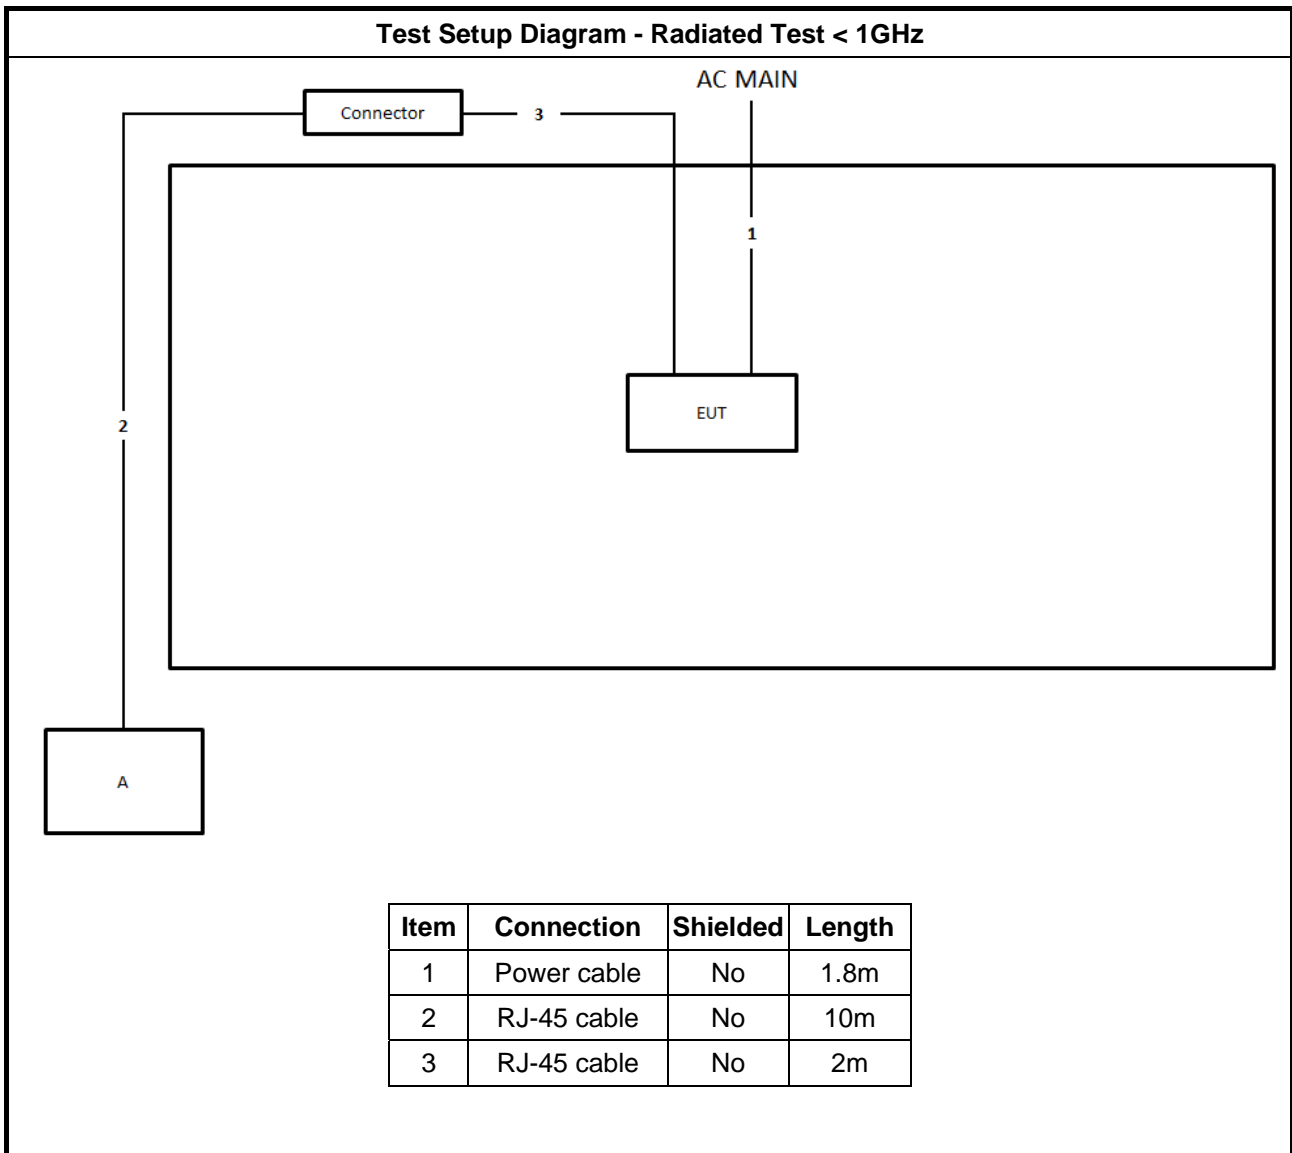 Test Setup Diagram - Radiated Test < 1GHz
AC MAIN
Connector
3
1
EUT
2
A
Item Connection Shielded Length
1 Power cable No 1.8m
2 RJ-45 cable No 10m
3 RJ-45 cable No 2m